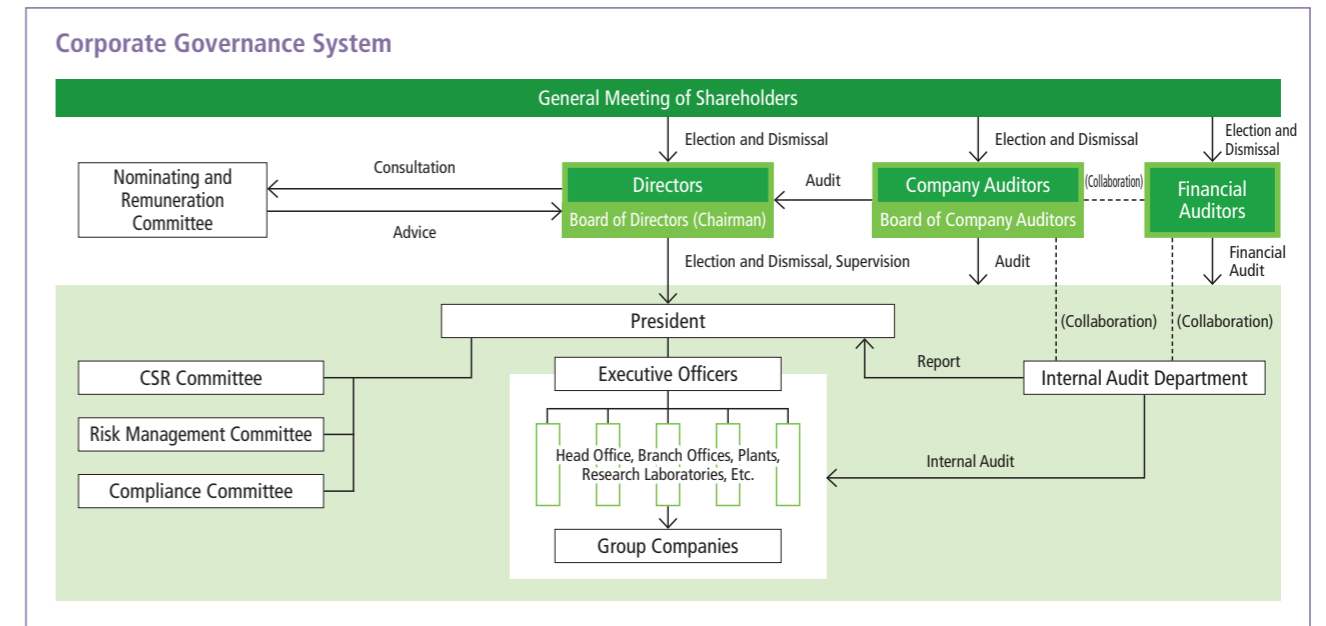 Corporate Governance System
General Meeting of Shareholders
Election and Dismissal
Election and Dismissal
Election and
Dismissal
Nominating and
Remuneration
Committee
Consultation
Advice
Directors
Board of Directors (Chairman)
Audit
Company Auditors
Board of Company Auditors
(Collaboration)
Financial
Auditors
Election and Dismissal, Supervision
Audit
Financial
Audit
President
(Collaboration)
(Collaboration)
CSR Committee
Risk Management Committee
Compliance Committee
Executive Officers
Report
Internal Audit Department
Head Office, Branch Offices, Plants,
Research Laboratories, Etc.
Internal Audit
Group Companies